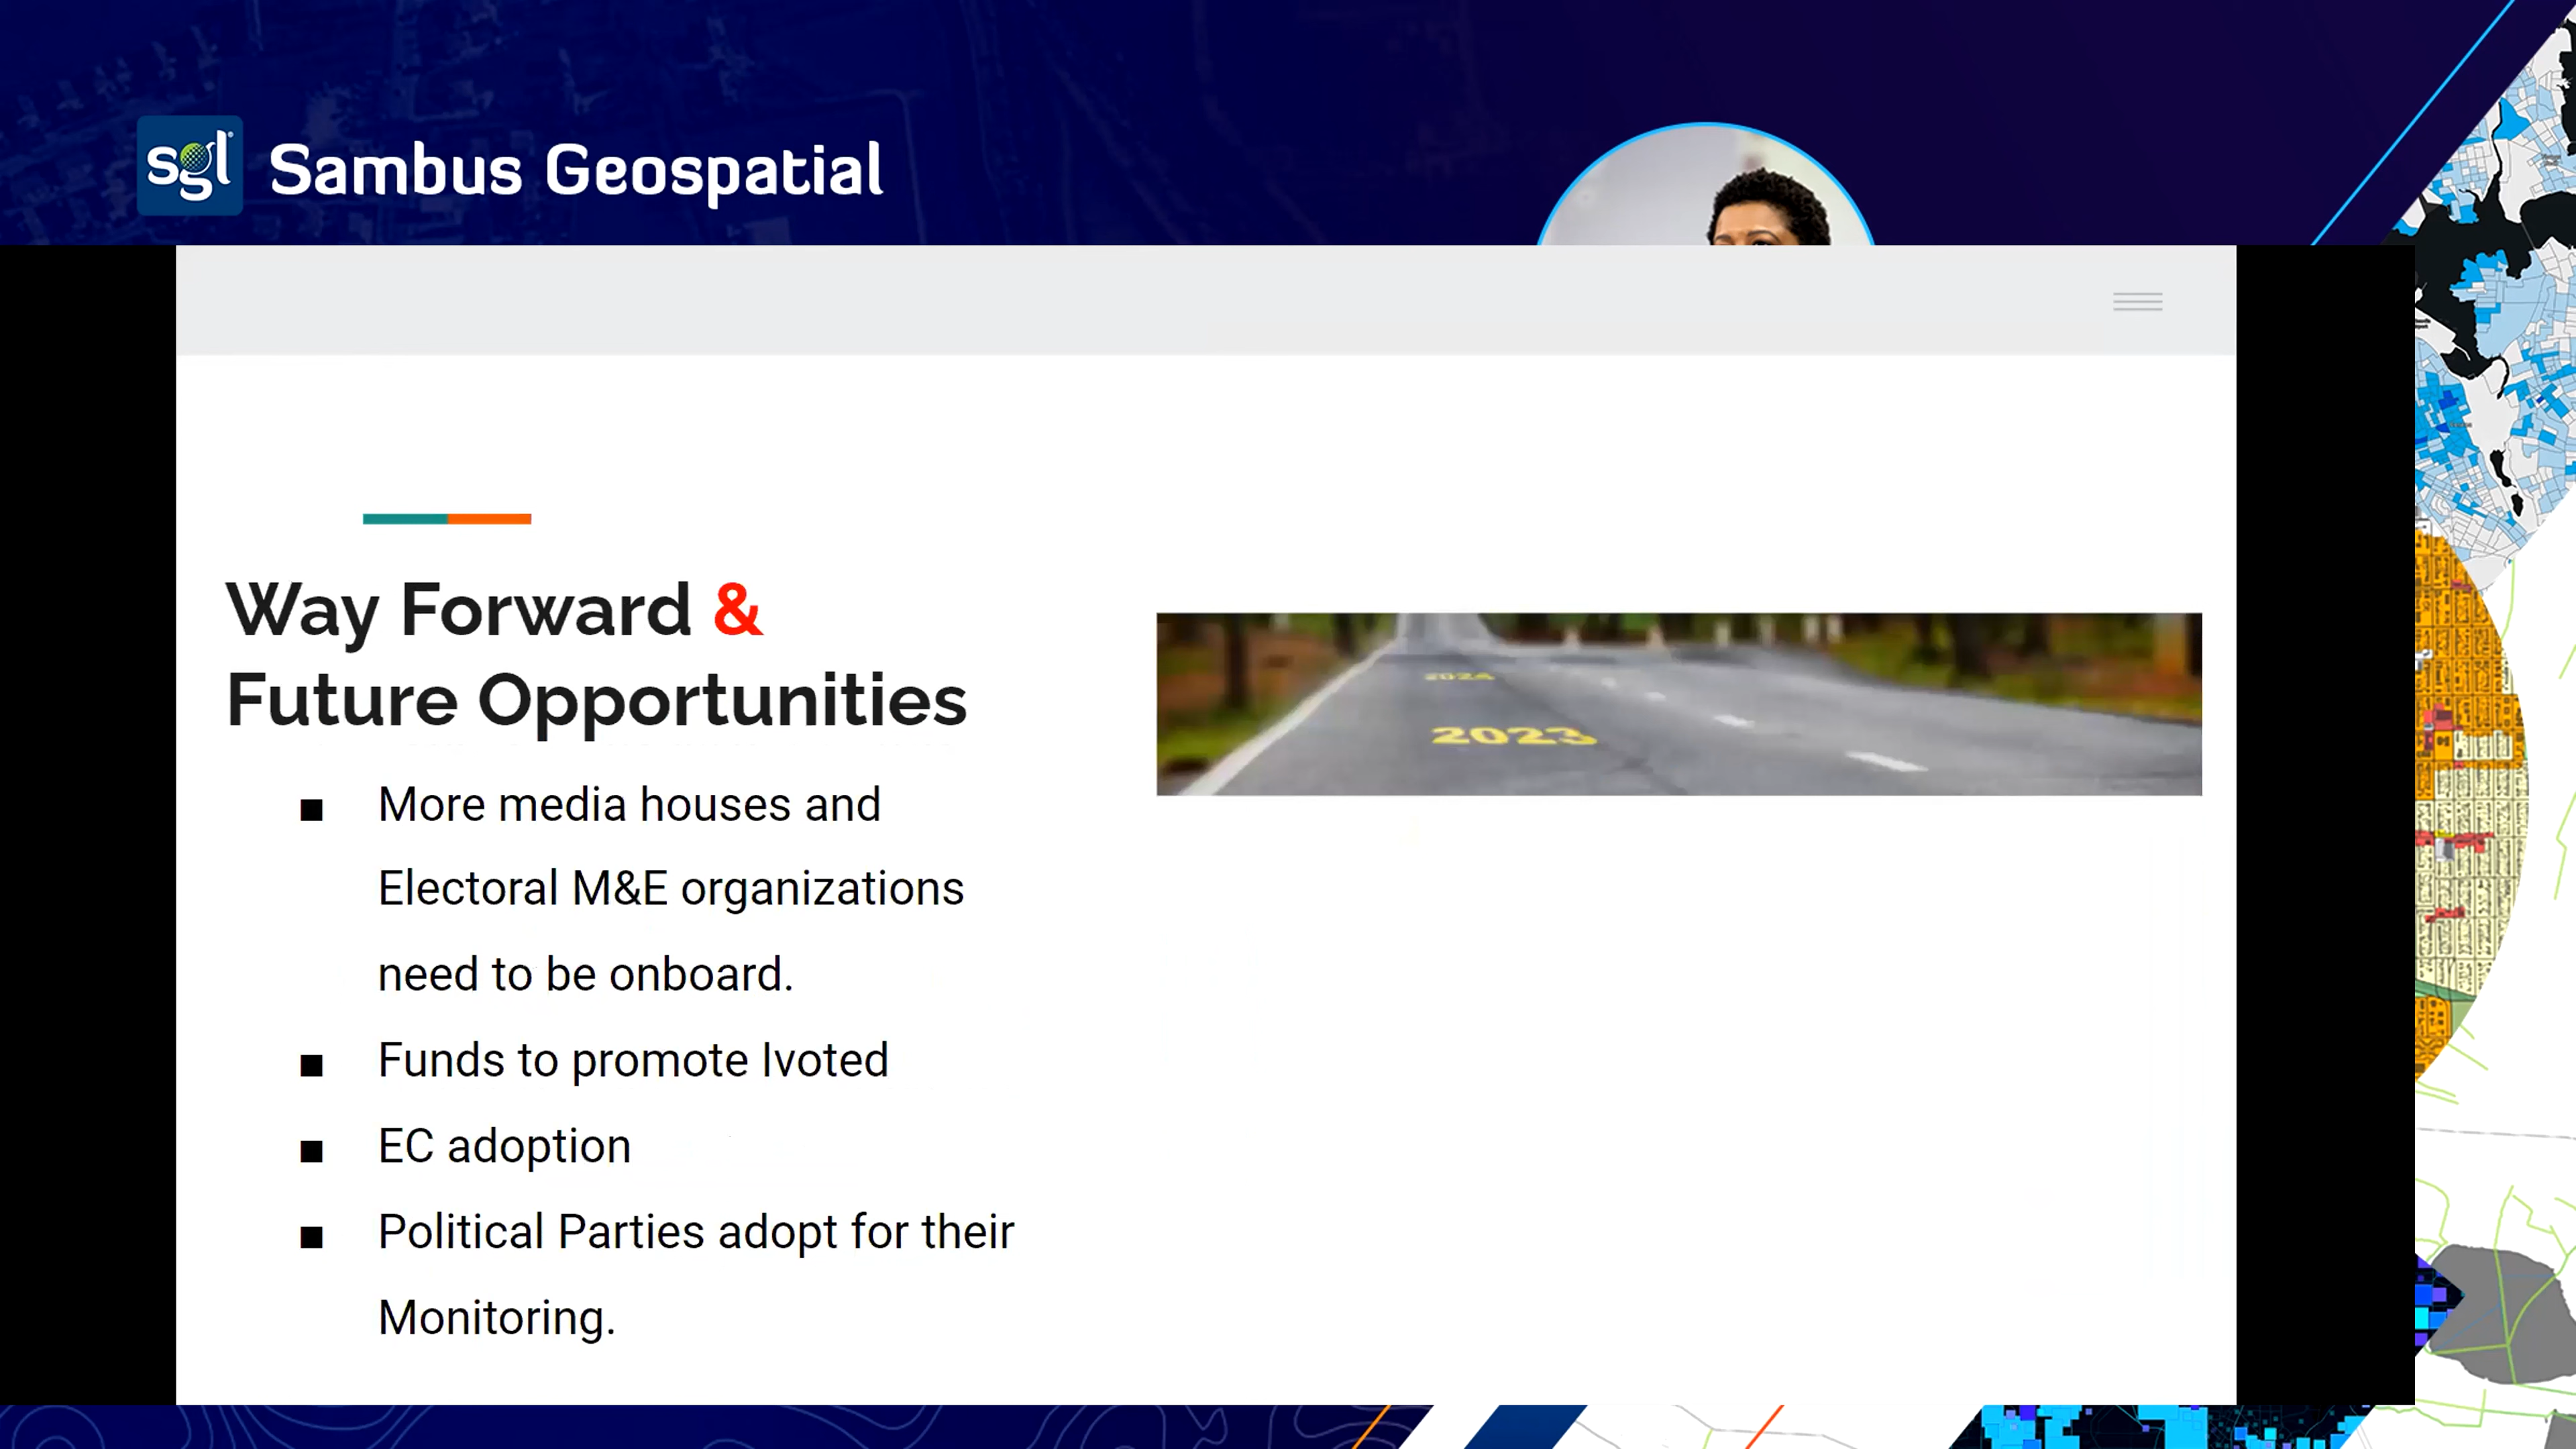 sgl
Sambus Geospatial
Way Forward &
Future Opportunities
2024
2023
■ More media houses and
Electoral M&E organizations
need to be onboard.
■ Funds to promote Ivoted
■ EC adoption
■ Political Parties adopt for their
Monitoring.